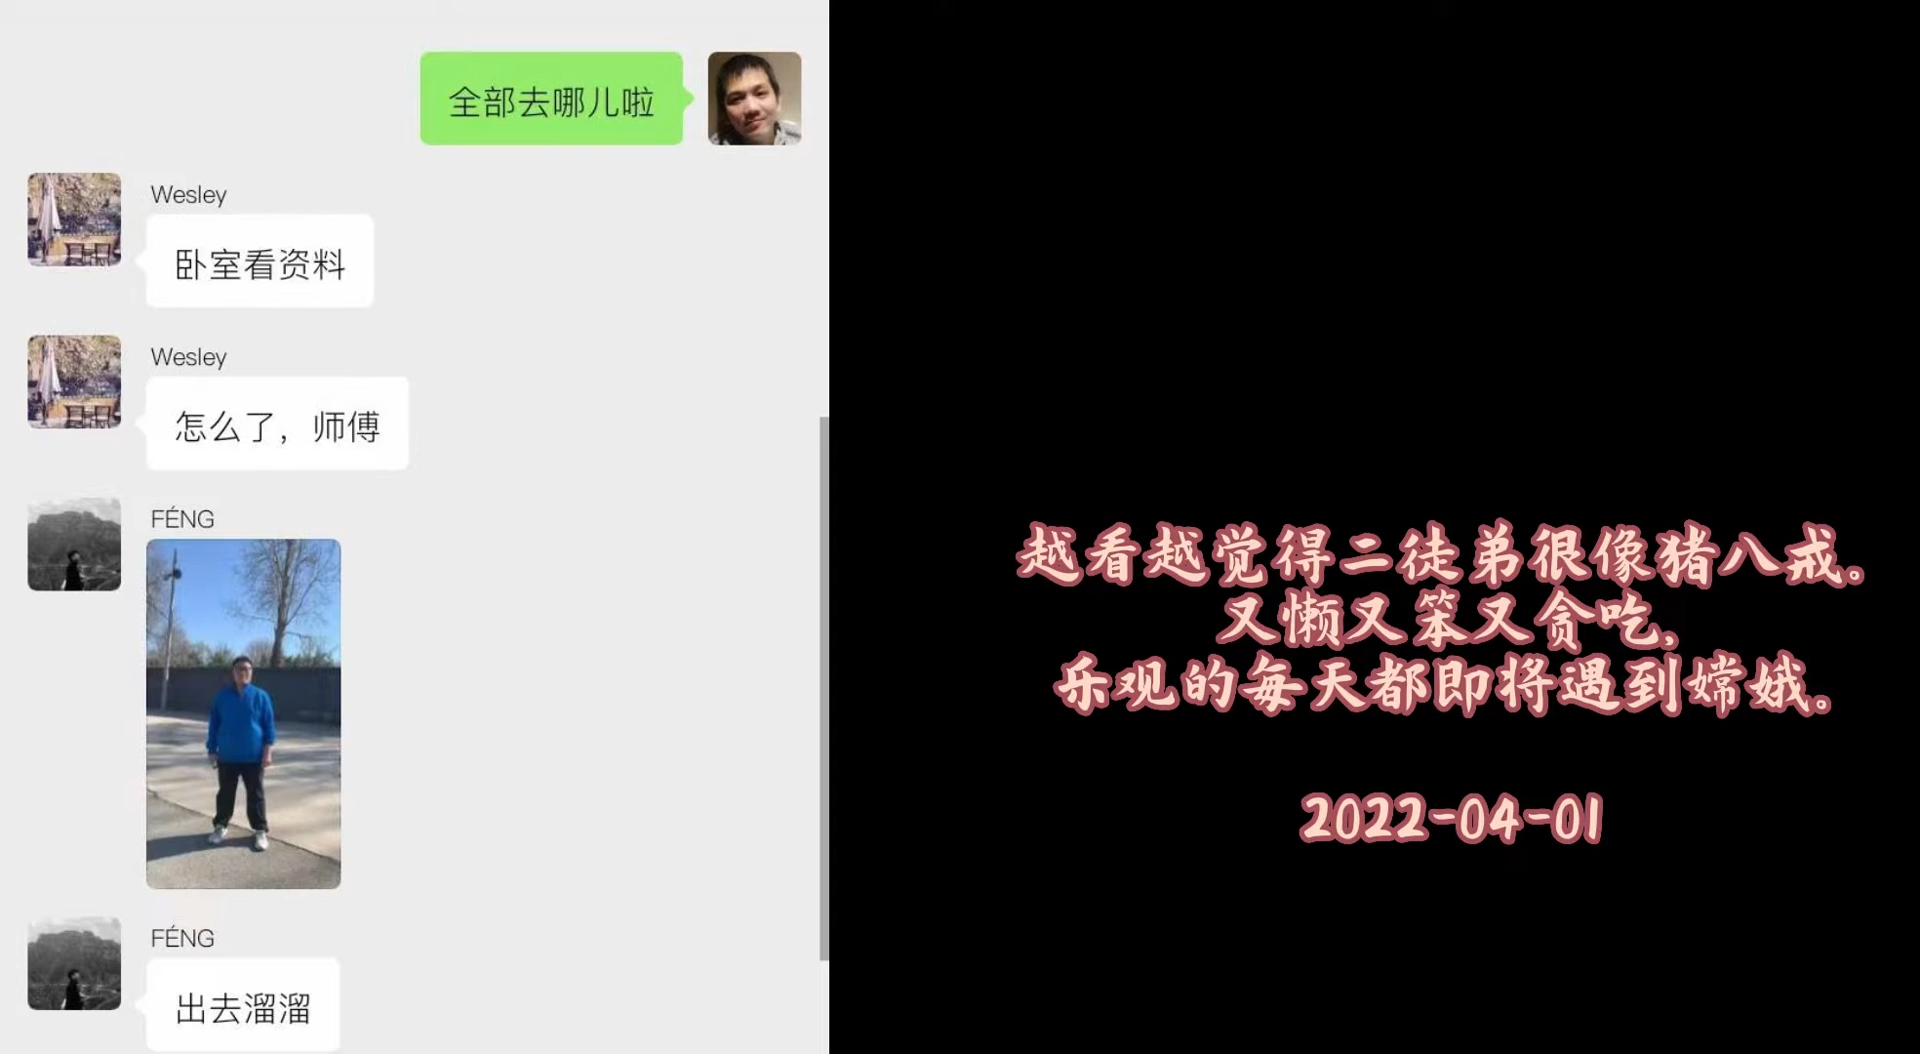 全部去哪儿啦
Wesley
卧室看资料
Wesley
怎么了，师傅
FÉNG
FÉNG
出去溜溜
越看越觉得二徒弟很像猪八戒。
又懒又笨又贪吃,
乐观的每天都即将遇到嫦娥。
2022-04-01